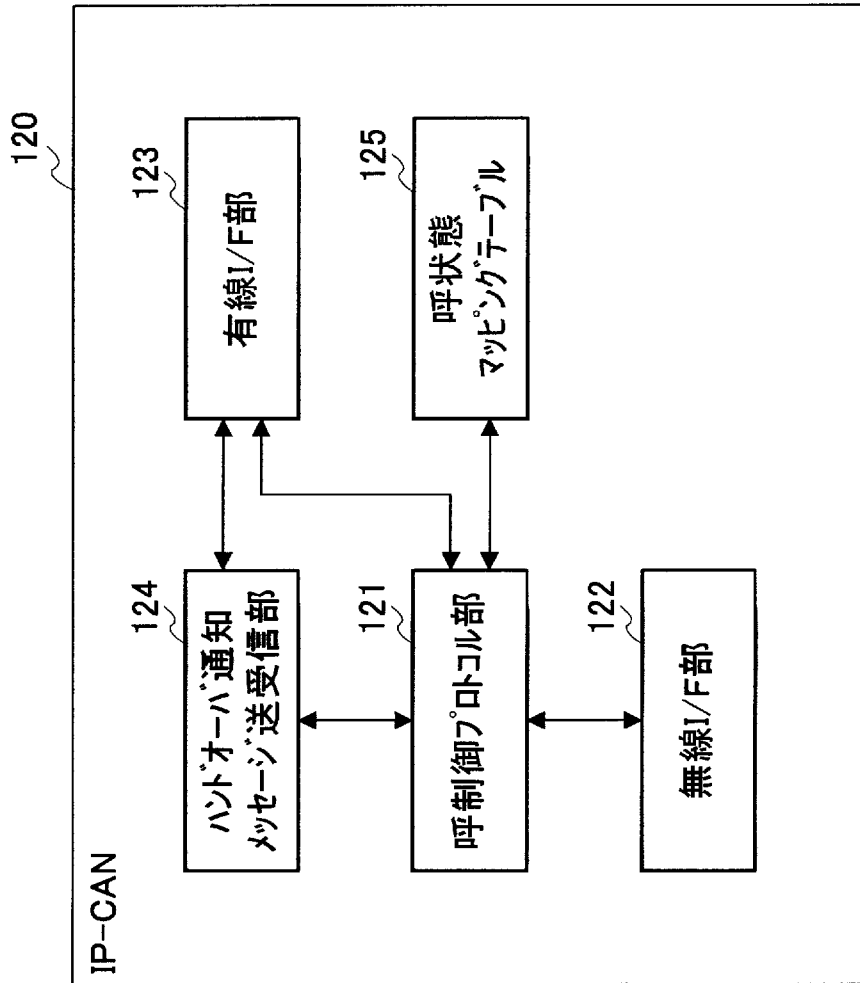 IP-CAN
120
124
ハンドオーバ通知
メッセージ送受信部
123
有線I/F部
121
呼制御プロトコル部
125
呼状態
マッピングテーブル
122
無線I/F部